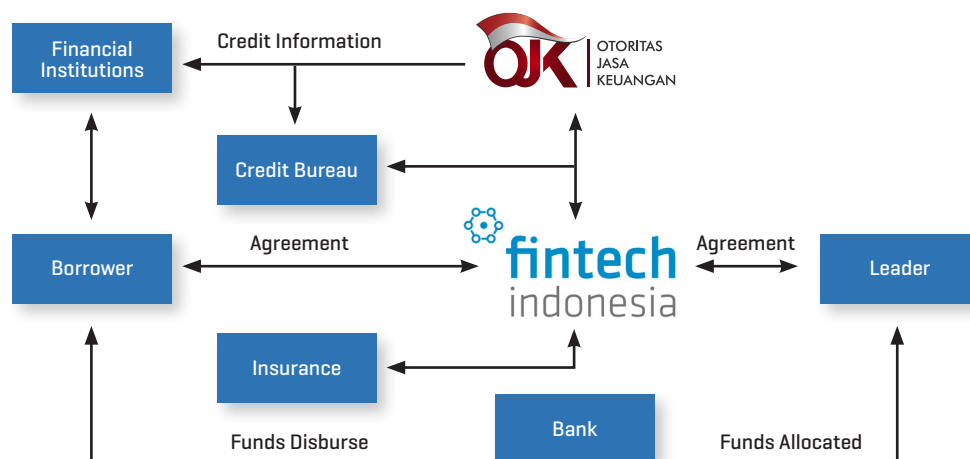 Financial
Institutions
Credit Information
OJK
OTORITAS
JASA
KEUANGAN
Credit Bureau
Borrower
Agreement
fintech
indonesia
Agreement
Leader
Insurance
Bank
Funds Disburse
Funds Allocated